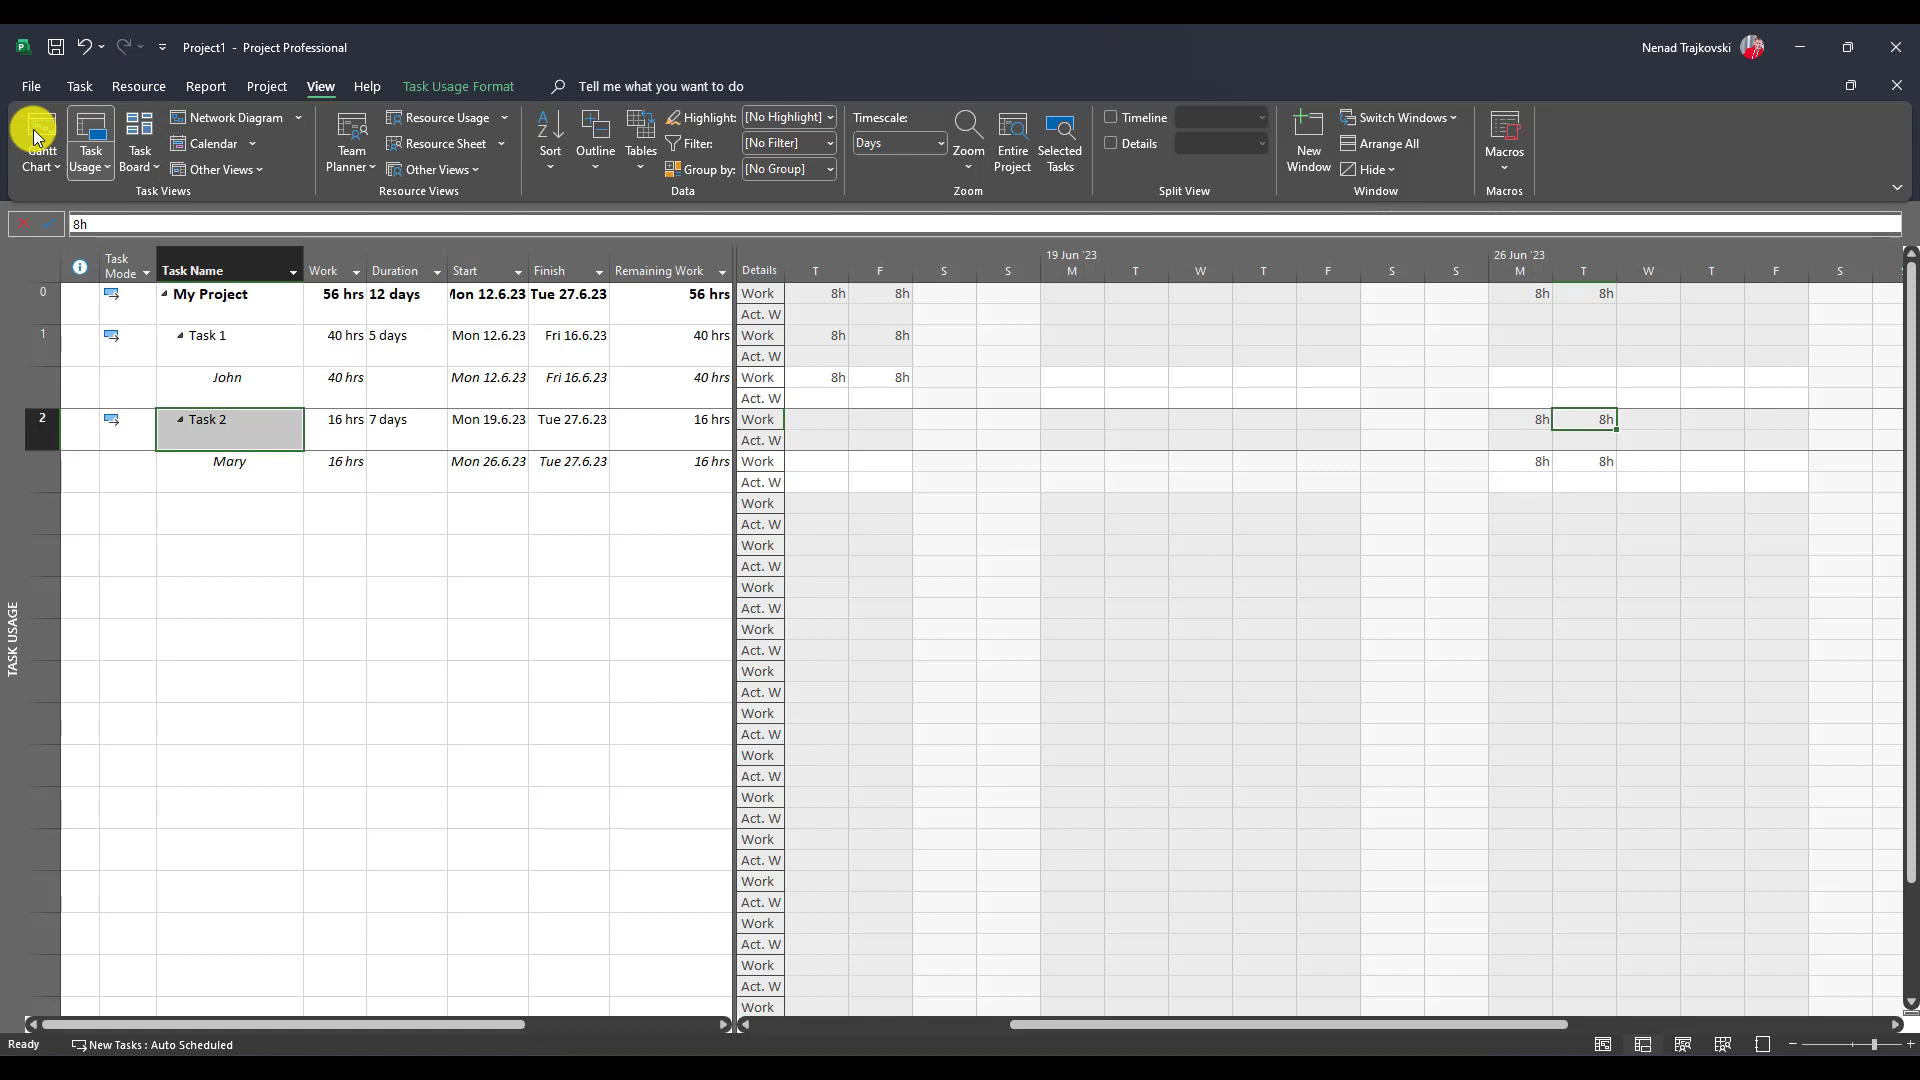 Project1 - Project Professional
Nenad Trajkovski
File Task Resource Report Project View Help Task Usage Format Tell me what you want to do
Gantt Chart
Task Usage
Task Board
Network Diagram
Calendar
Other Views
Task Views
Team Planner
Resource Usage
Resource Sheet
Other Views
Resource Views
Sort
Outline
Tables
Highlight: [No Highlight]
Filter: [No Filter]
Group by: [No Group]
Data
Timescale:
Days
Zoom
Entire Project
Selected Tasks
Zoom
Timeline
Details
Split View
New Window
Switch Windows
Arrange All
Hide
Window
Macros
Macros
8h
Task Mode Task Name Work Duration Start Finish Remaining Work Details
19 Jun '23 26 Jun '23
T F S S M T W T F S S M T W T F S
0 My Project 56 hrs 12 days Mon 12.6.23 Tue 27.6.23 56 hrs Work 8h 8h 8h 8h
Act. W
1 Task 1 40 hrs 5 days Mon 12.6.23 Fri 16.6.23 40 hrs Work 8h 8h
Act. W
John 40 hrs Mon 12.6.23 Fri 16.6.23 40 hrs Work 8h 8h
Act. W
2 Task 2 16 hrs 7 days Mon 19.6.23 Tue 27.6.23 16 hrs Work 8h 8h
Act. W
Mary 16 hrs Mon 26.6.23 Tue 27.6.23 16 hrs Work 8h 8h
Act. W
Work
Act. W
Work
Act. W
Work
Act. W
Work
Act. W
Work
Act. W
Work
Act. W
Work
Act. W
Work
Act. W
Work
Act. W
Work
Act. W
Work
Act. W
Work
Act. W
Work
TASK USAGE
Ready New Tasks : Auto Scheduled